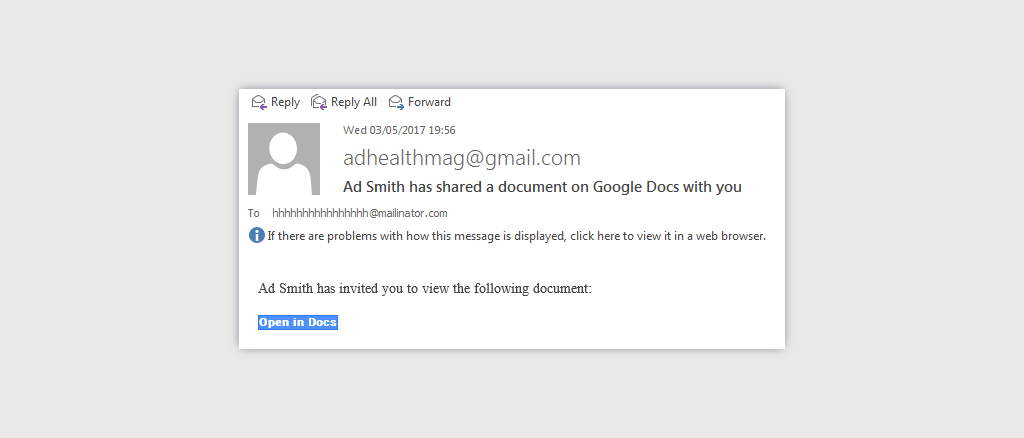 Reply Reply All Forward
Wed 03/05/2017 19:56
adhealthmag@gmail.com
Ad Smith has shared a document on Google Docs with you
To hhhhhhhhhhhhhhhh@mailinator.com
If there are problems with how this message is displayed, click here to view it in a web browser.
Ad Smith has invited you to view the following document:
Open in Docs